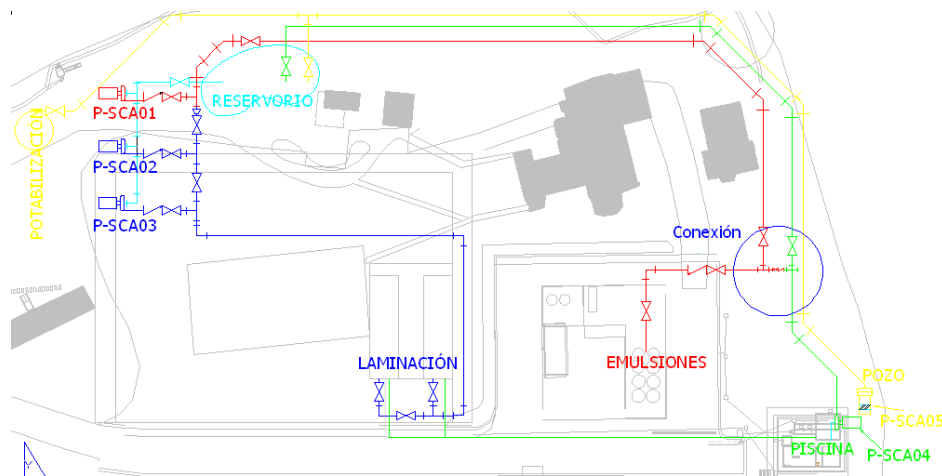 RESERVORIO
P-SCA01
POTABILIZACIÓN
P-SCA02
P-SCA03
Conexión
LAMINACIÓN
EMULSIONES
POZO
P-SCA05
PISCINA
P-SCA04
Y